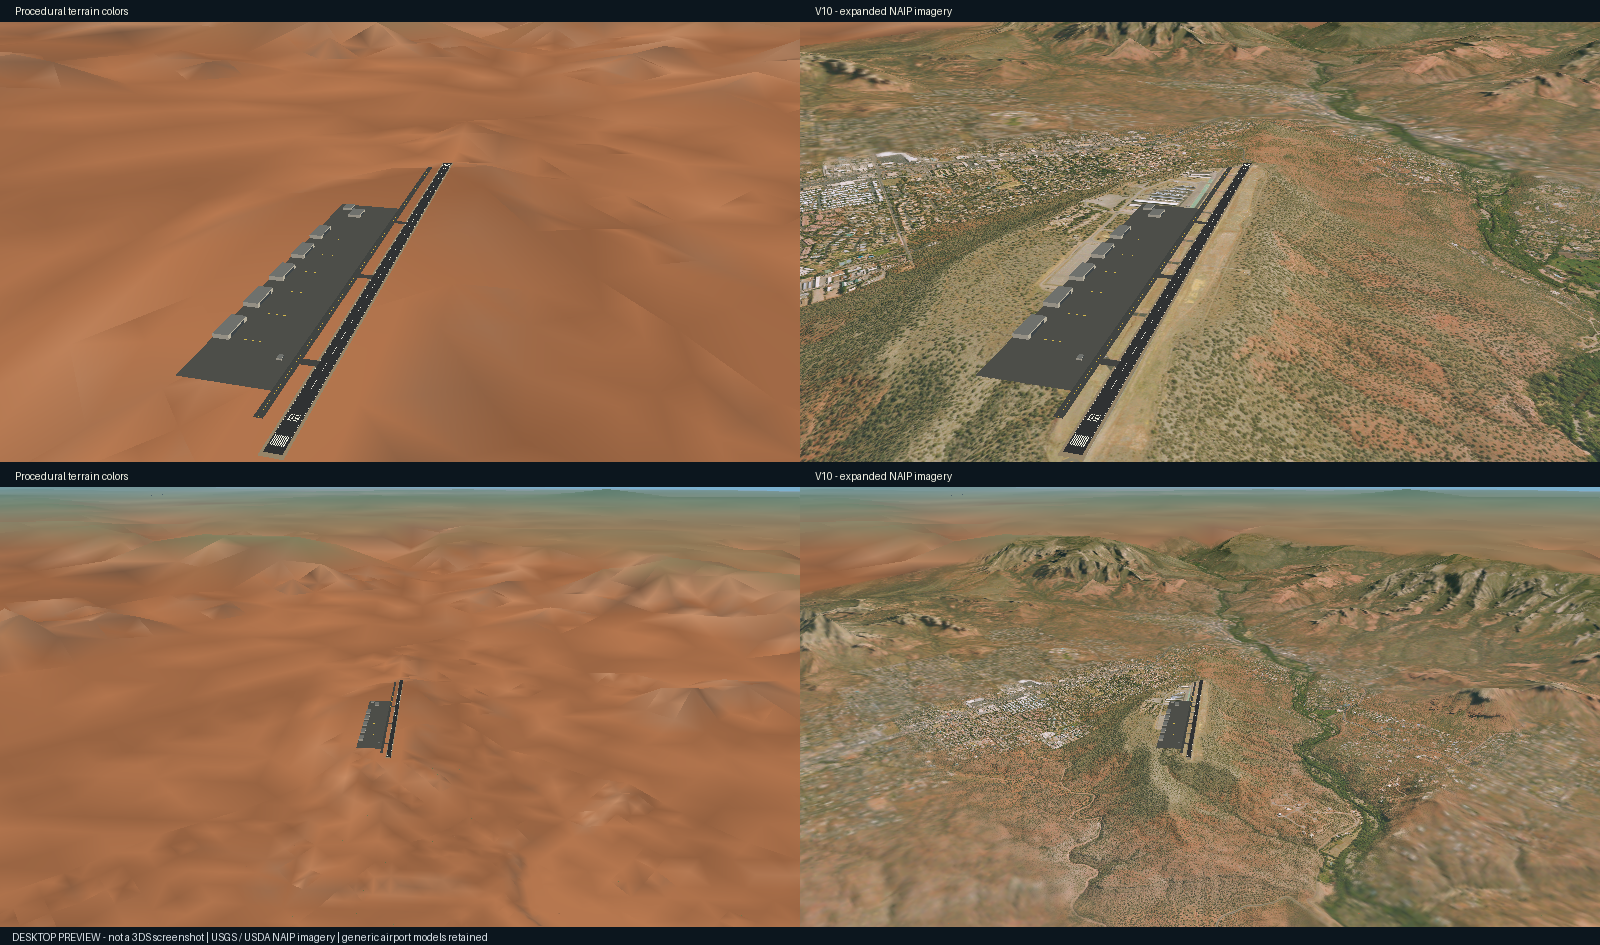 Procedural terrain colors
V10 - expanded NAIP imagery
Procedural terrain colors
V10 - expanded NAIP imagery
DESKTOP PREVIEW - not a 3DS screenshot | USGS / USDA NAIP imagery | generic airport models retained